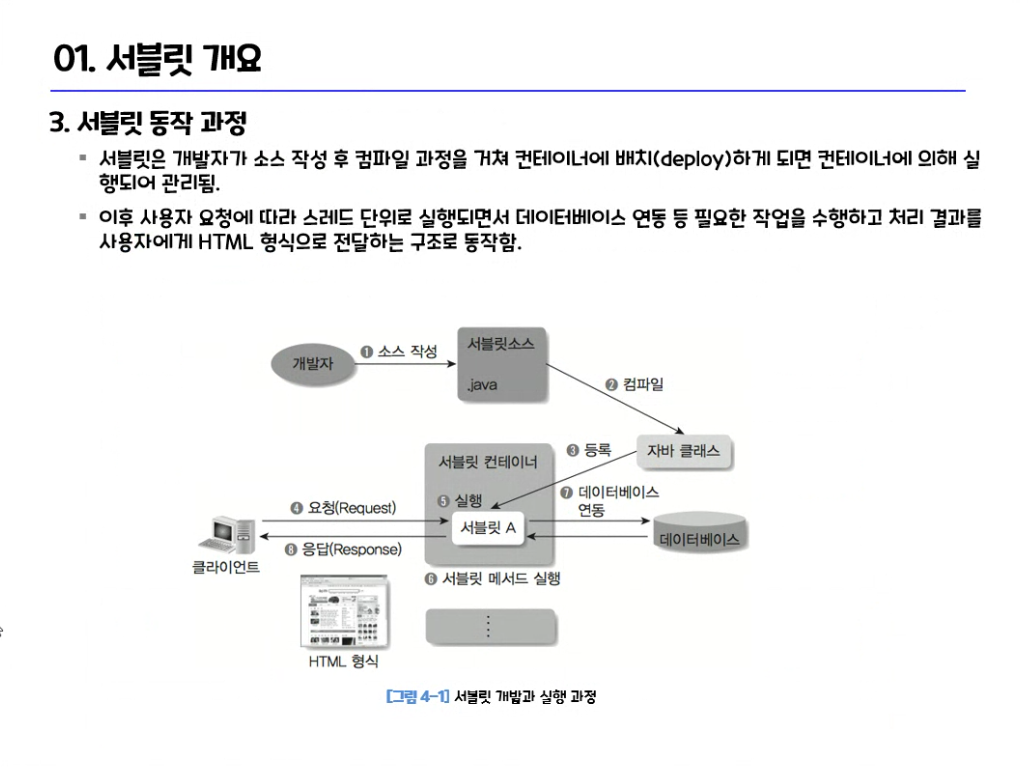 01. 서블릿 개요
3. 서블릿 동작 과정
서블릿은 개발자가 소스 작성 후 컴파일 과정을 거쳐 컨테이너에 배치(deploy)하게 되면 컨테이너에 의해 실
행되어 관리됨.
이후 사용자 요청에 따라 스레드 단위로 실행되면서 데이터베이스 연동 등 필요한 작업을 수행하고 처리 결과를
사용자에게 HTML 형식으로 전달하는 구조로 동작함.
개발자
❶ 소스 작성
서블릿소스
.java
❷ 컴파일
자바 클래스
❸ 등록
서블릿 컨테이너
❹ 요청(Request)
❺ 실행
서블릿 A
❼ 데이터베이스
연동
데이터베이스
클라이언트
❽ 응답(Response)
❻ 서블릿 메서드 실행
HTML 형식
[그림 4-1] 서블릿 개발과 실행 과정